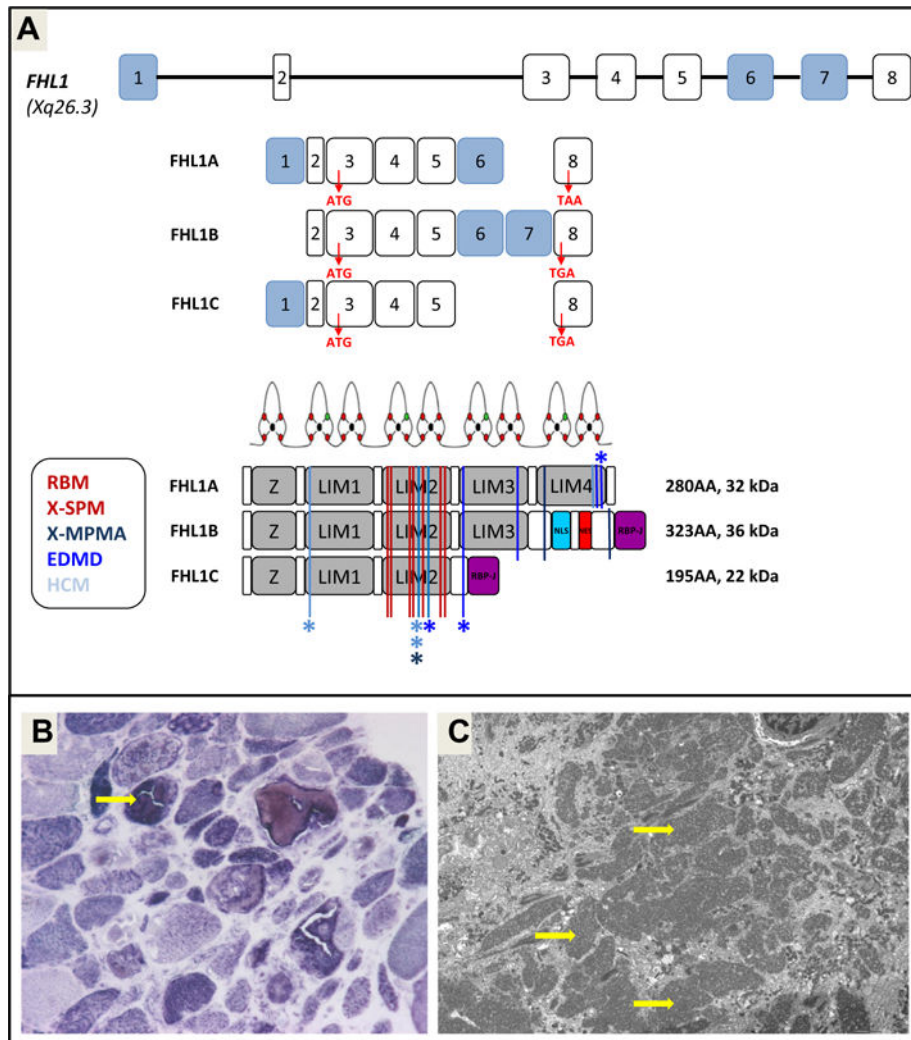 A
FHL1
(Xq26.3)
1 2 3 4 5 6 7 8
FHL1A 1 2 3 4 5 6 8
ATG TAA
FHL1B 2 3 4 5 6 7 8
ATG TGA
FHL1C 1 2 3 4 5 8
ATG TGA
RBM
X-SPM
X-MPMA
EDMD
HCM
FHL1A Z LIM1 LIM2 LIM3 LIM4 280AA, 32 kDa
FHL1B Z LIM1 LIM2 LIM3 NLS RBP-J 323AA, 36 kDa
FHL1C Z LIM1 LIM2 RBP-J 195AA, 22 kDa
* * * *
*
*
*
B
C